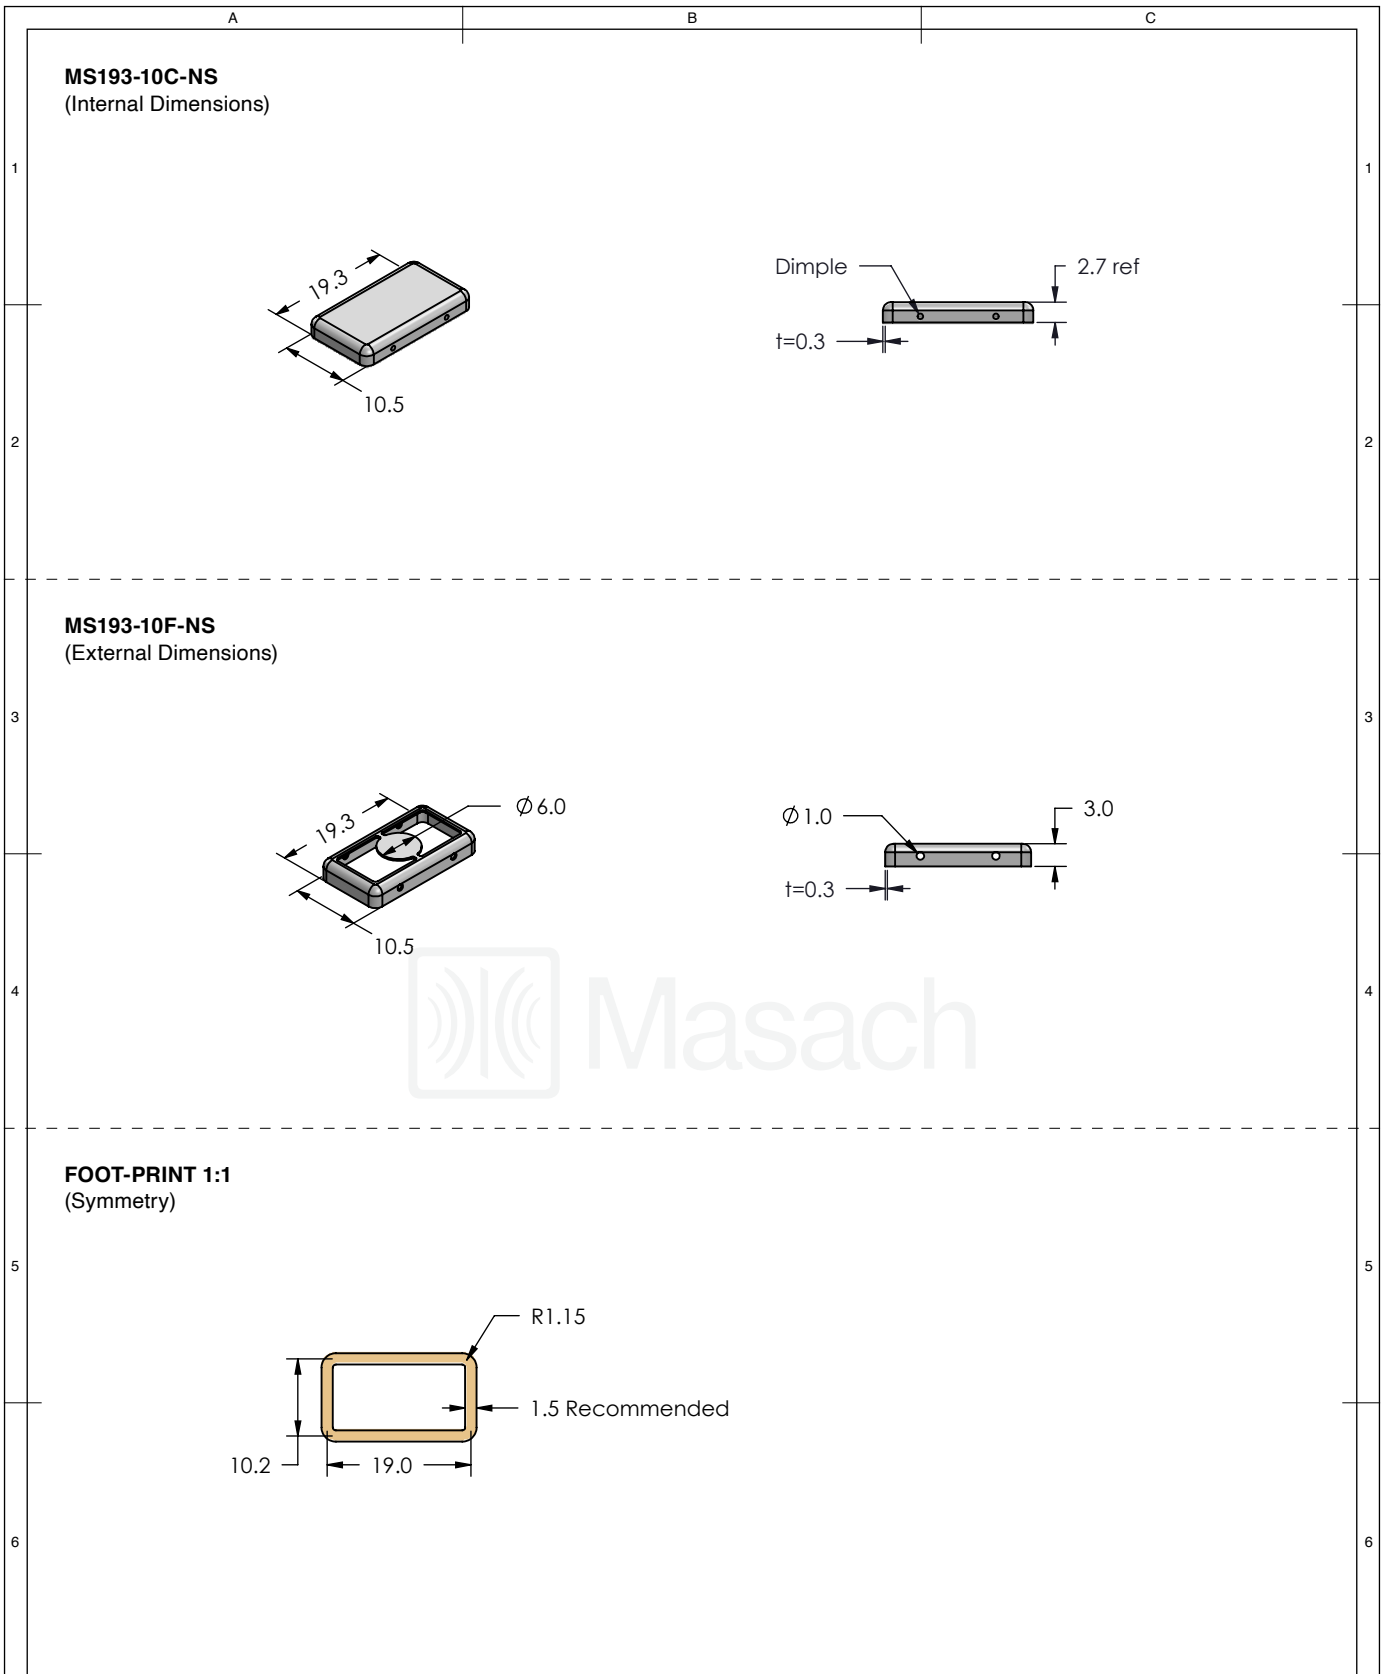 A B C
MS193-10C-NS
(Internal Dimensions)
1 1
19.3
10.5
Dimple
2.7 ref
t=0.3
2 2
MS193-10F-NS
(External Dimensions)
3 3
19.3
Ø6.0
10.5
Ø1.0
3.0
t=0.3
Masach
4 4
FOOT-PRINT 1:1
(Symmetry)
5 5
R1.15
1.5 Recommended
10.2
19.0
6 6